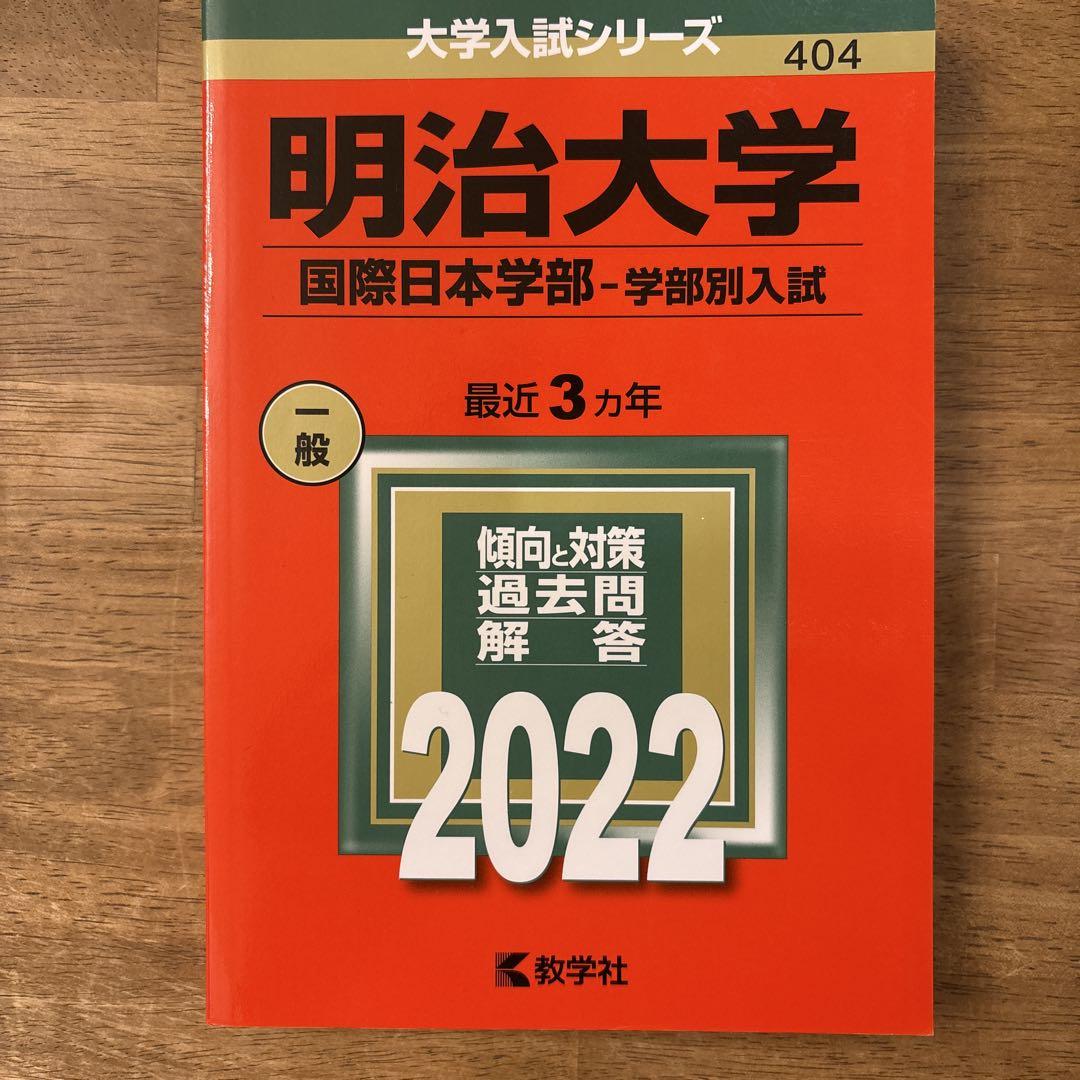 大学入試シリーズ
404
明治大学
国際日本学部-学部別入試
最近3カ年
一般
傾向と対策
過去問
解答
2022
教学社